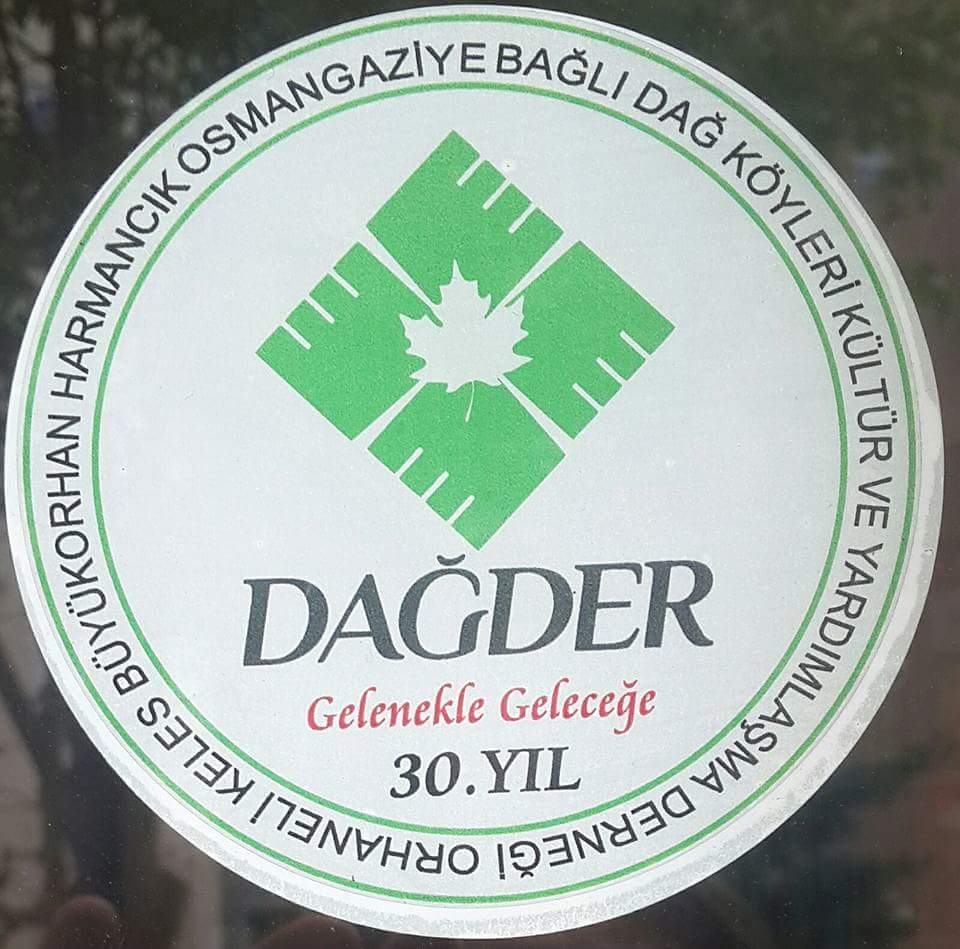 ORHANELİ KELES BÜYÜKORHAN HARMANCIK OSMANGAZİYE BAĞLI DAĞ KÖYLERİ KÜLTÜR VE YARDIMLAŞMA DERNEĞİ
DAĞDER
Gelenekle Geleceğe
30.YIL